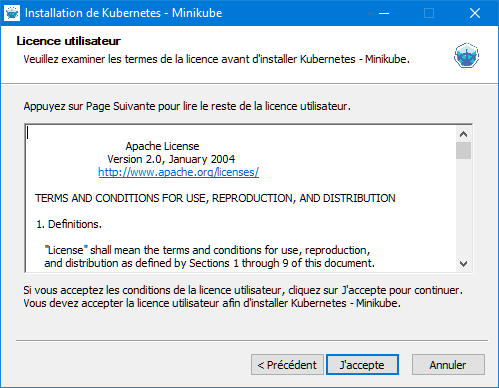 Installation de Kubernetes - Minikube
Licence utilisateur
Veuillez examiner les termes de la licence avant d'installer Kubernetes - Minikube.
Appuyez sur Page Suivante pour lire le reste de la licence utilisateur.
Apache License
Version 2.0, January 2004
http://www.apache.org/licenses/
TERMS AND CONDITIONS FOR USE, REPRODUCTION, AND DISTRIBUTION
1. Definitions.
"License" shall mean the terms and conditions for use, reproduction,
and distribution as defined by Sections 1 through 9 of this document.
Si vous acceptez les conditions de la licence utilisateur, cliquez sur J'accepte pour continuer.
Vous devez accepter la licence utilisateur afin d'installer Kubernetes - Minikube.
< Précédent
J'accepte
Annuler